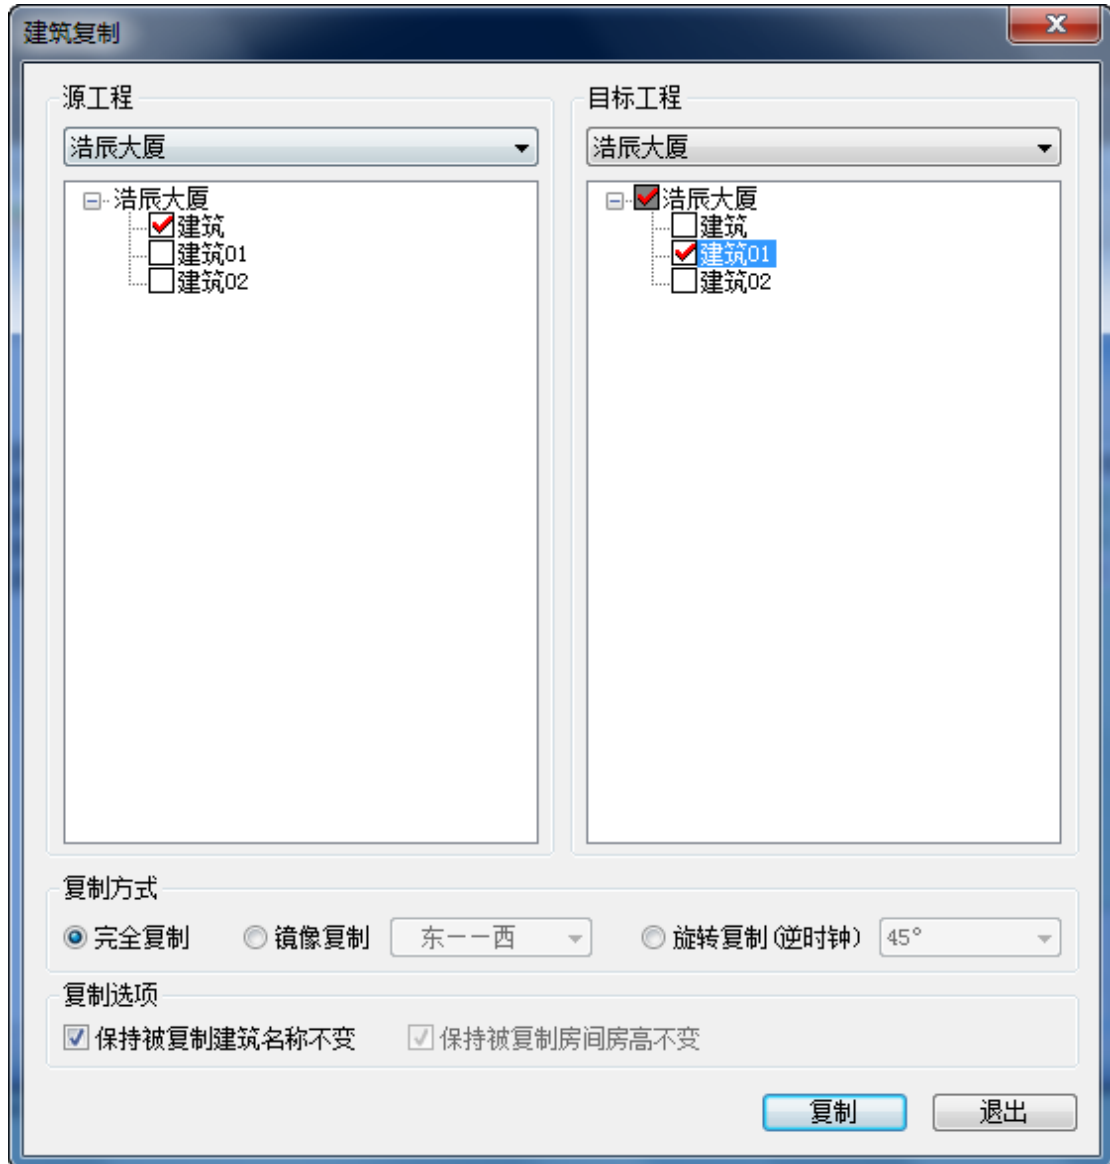 建筑复制
源工程
浩辰大厦
浩辰大厦
建筑
建筑01
建筑02
目标工程
浩辰大厦
浩辰大厦
建筑
建筑01
建筑02
复制方式
完全复制 镜像复制 东——西 旋转复制(逆时钟) 45°
复制选项
保持被复制建筑名称不变 保持被复制房间房高不变
复制 退出